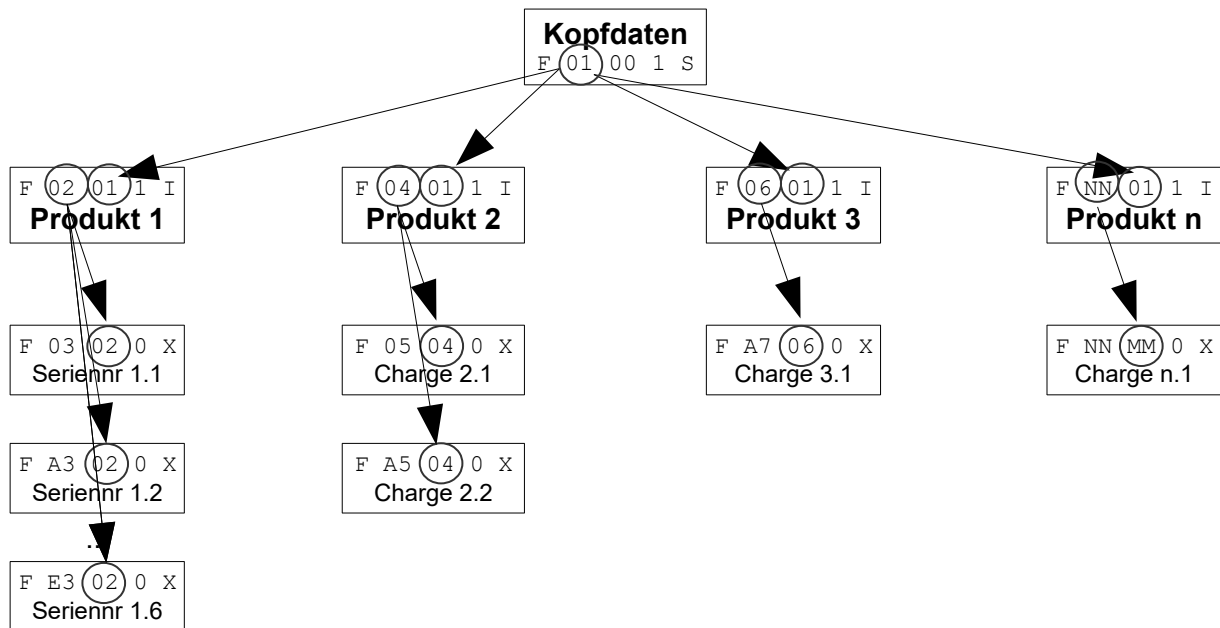 Kopfdaten
F 01 00 1 S
F 02 01 1 I
Produkt 1
F 04 01 1 I
Produkt 2
F 06 01 1 I
Produkt 3
F NN 01 1 I
Produkt n
F 03 02 0 X
Seriennr 1.1
F 05 04 0 X
Charge 2.1
F A7 06 0 X
Charge 3.1
F NN MM 0 X
Charge n.1
F A3 02 0 X
Seriennr 1.2
F A5 04 0 X
Charge 2.2
...
F E3 02 0 X
Seriennr 1.6